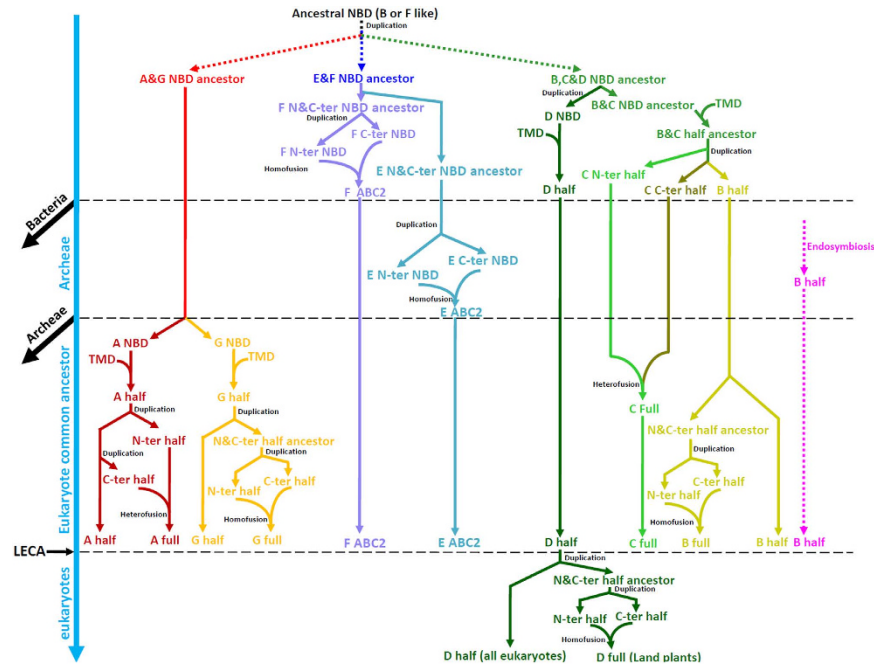 Ancestral NBD (B or F like)
Duplication
A&G NBD ancestor
E&F NBD ancestor
B,C&D NBD ancestor
Duplication
F N&C-ter NBD ancestor
Duplication
F C-ter NBD
F N-ter NBD
Homofusion
F ABC2
E N&C-ter NBD ancestor
D NBD
TMD
D half
B&C NBD ancestor
TMD
B&C half ancestor
Duplication
C N-ter half
C C-ter half
B half
Bacteria
Archeae
Duplication
E N-ter NBD
E C-ter NBD
Homofusion
E ABC2
Endosymbiosis
B half
Archeae
Eukaryote common ancestor
A NBD
TMD
A half
Duplication
N-ter half
Duplication
C-ter half
Heterofusion
A half
A full
G NBD
TMD
G half
Duplication
N&C-ter half ancestor
Duplication
N-ter half
C-ter half
Homofusion
G half
G full
F ABC2
E ABC2
D half
Heterofusion
C Full
C full
N&C-ter half ancestor
Duplication
N-ter half
C-ter half
Homofusion
B full
B half
B half
LECA
eukaryotes
Duplication
N&C-ter half ancestor
Duplication
N-ter half
C-ter half
Homofusion
D half (all eukaryotes)
D full (Land plants)